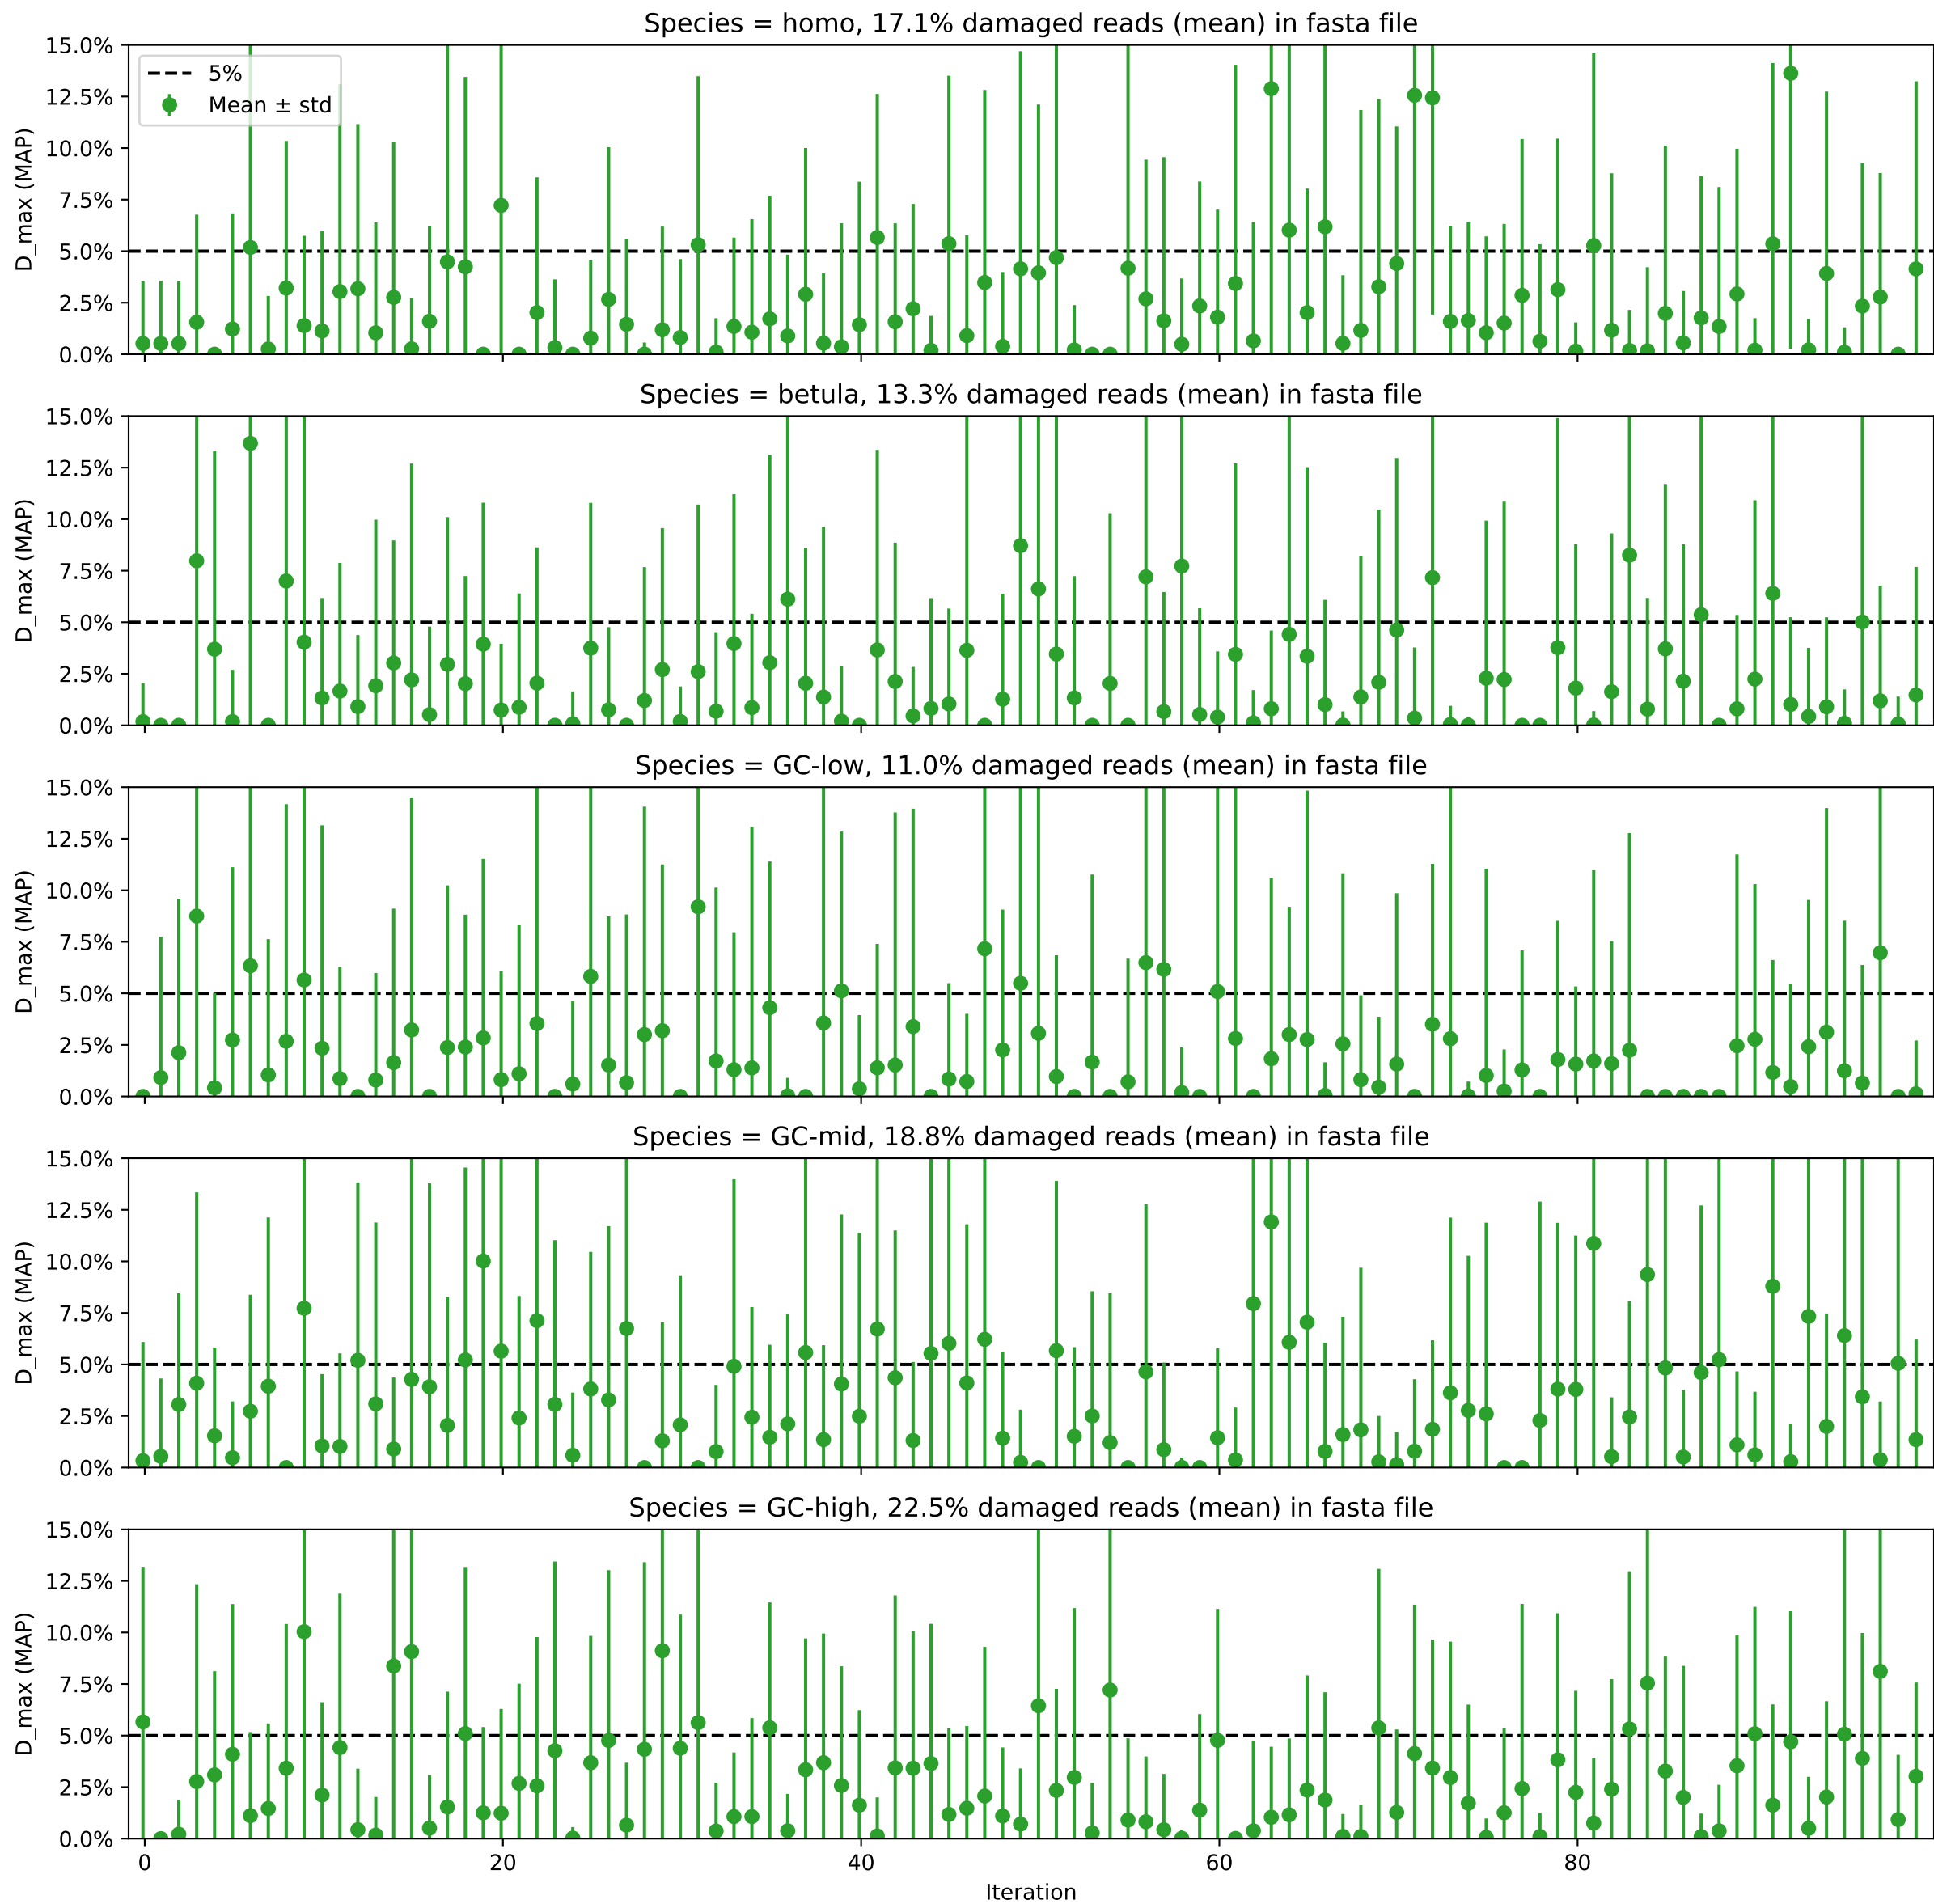 Species = homo, 17.1% damaged reads (mean) in fasta file
15.0%
12.5%
10.0%
7.5%
5.0%
2.5%
0.0%
D_max (MAP)
5%
Mean ± std
Species = betula, 13.3% damaged reads (mean) in fasta file
15.0%
12.5%
10.0%
7.5%
5.0%
2.5%
0.0%
D_max (MAP)
Species = GC-low, 11.0% damaged reads (mean) in fasta file
15.0%
12.5%
10.0%
7.5%
5.0%
2.5%
0.0%
D_max (MAP)
Species = GC-mid, 18.8% damaged reads (mean) in fasta file
15.0%
12.5%
10.0%
7.5%
5.0%
2.5%
0.0%
D_max (MAP)
Species = GC-high, 22.5% damaged reads (mean) in fasta file
15.0%
12.5%
10.0%
7.5%
5.0%
2.5%
0.0%
D_max (MAP)
0 20 40 60 80
Iteration